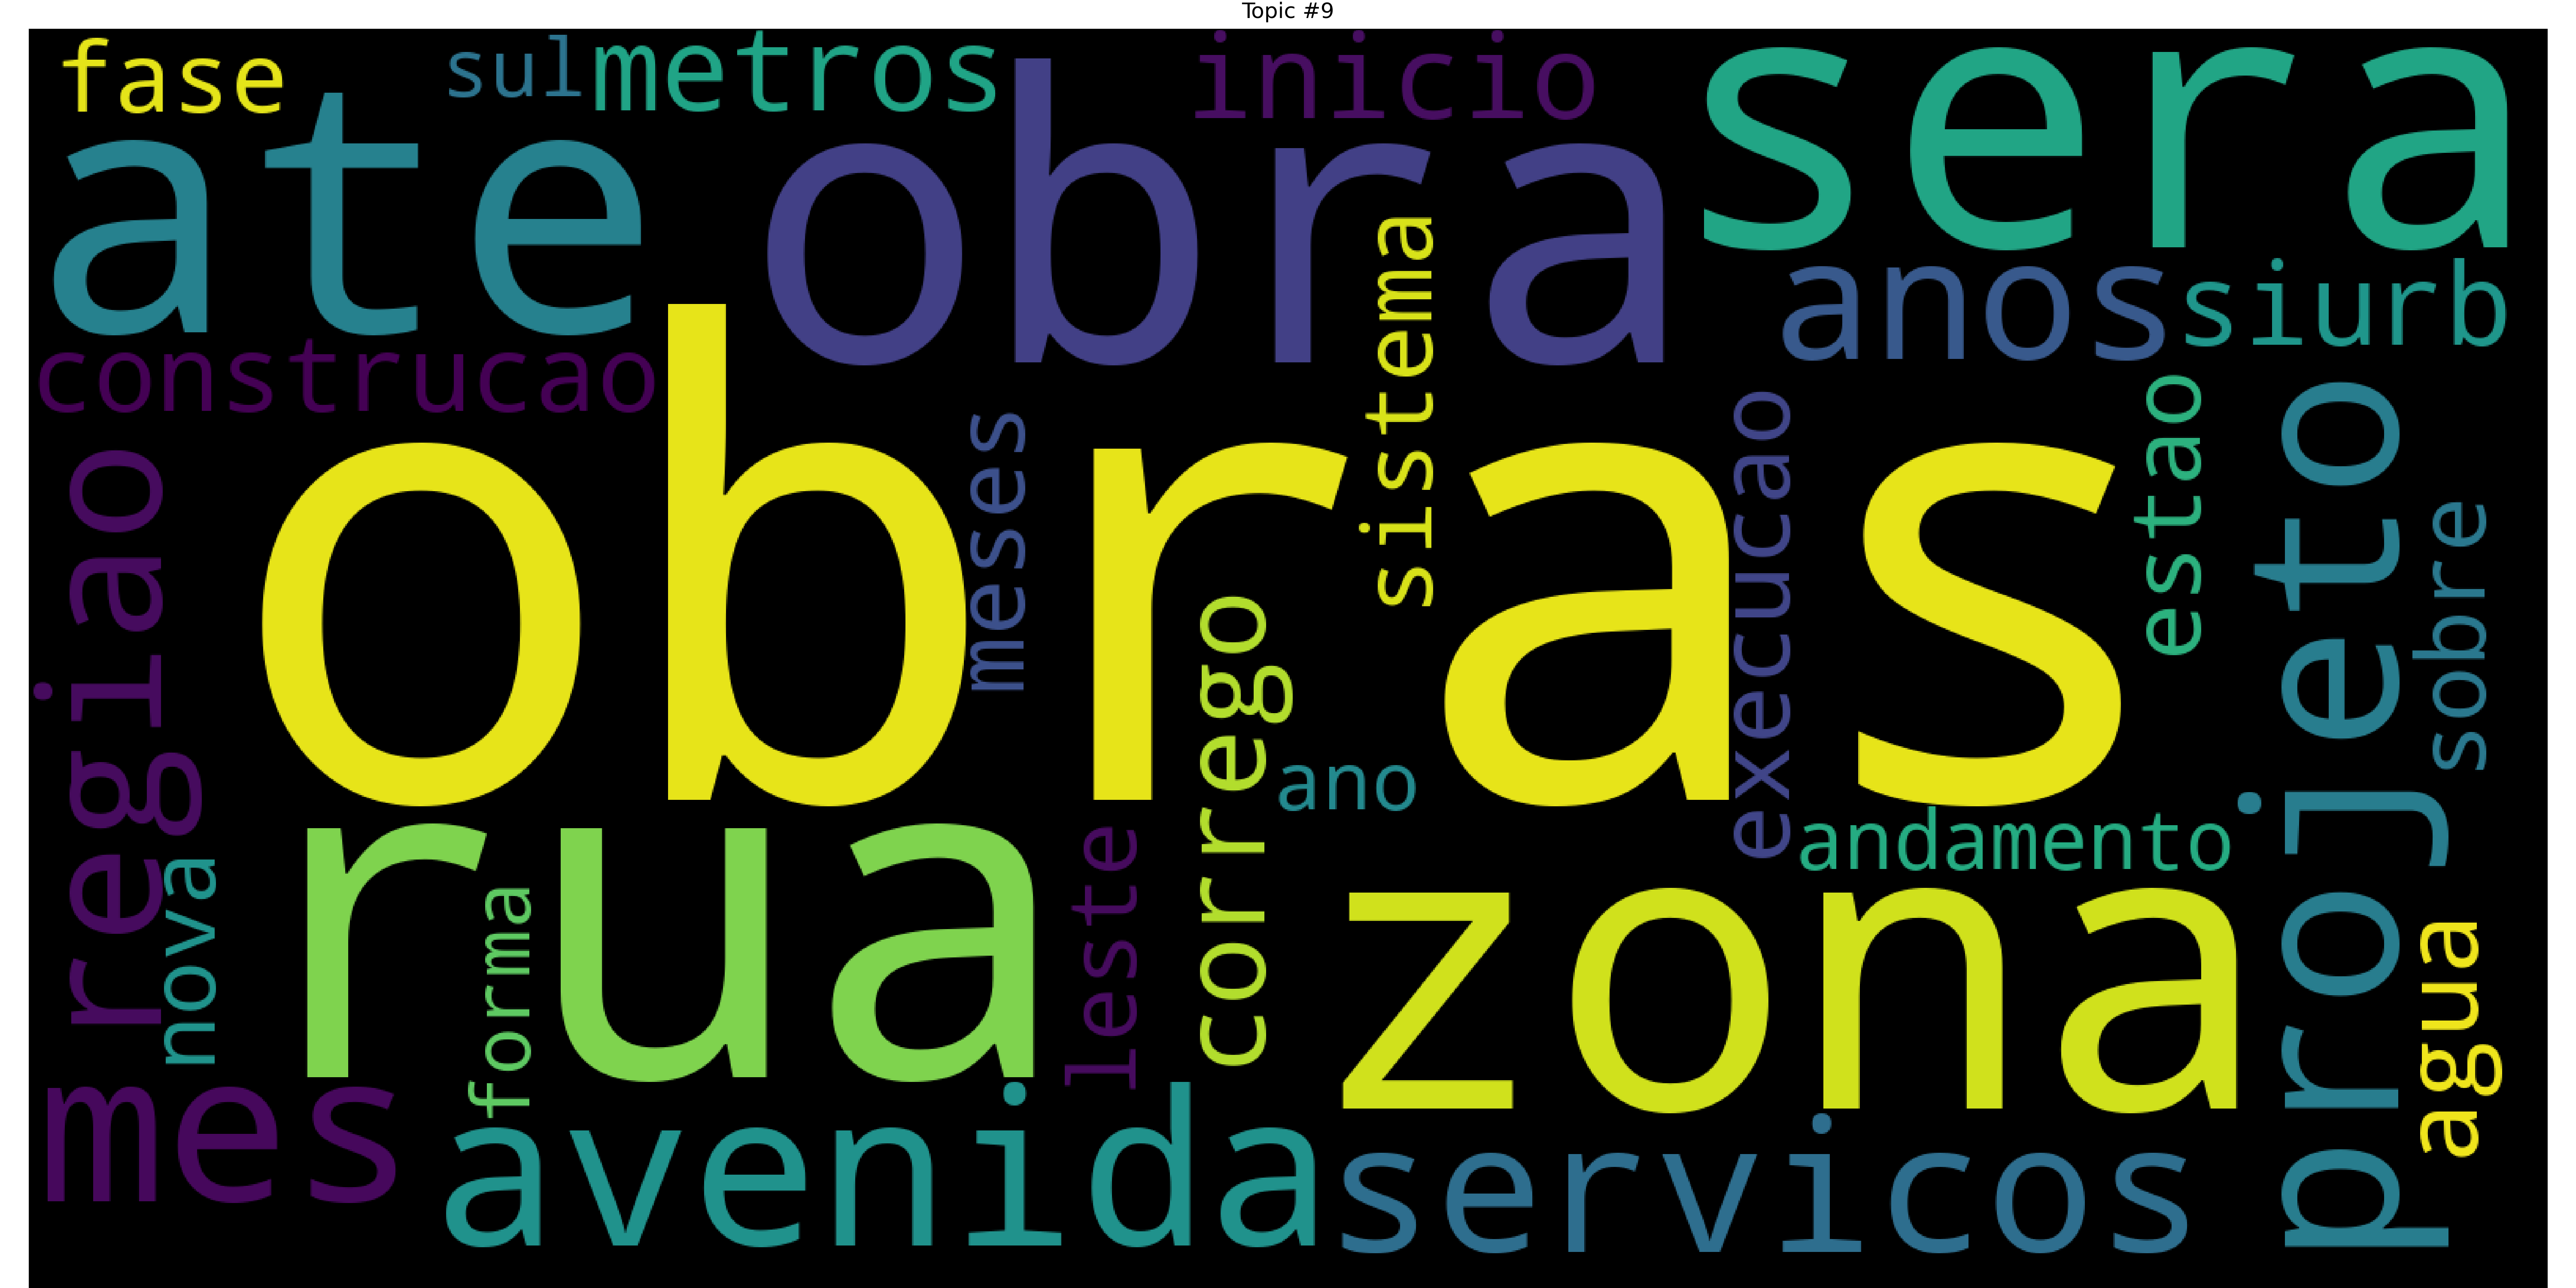 Topic #9
fase
sul
metros
inicio
sera
ate
obra
anos
siurb
construcao
sistema
obras
meses
execucao
estao
projeto
sobre
regiao
corrego
ano
andamento
rua
zona
nova
forma
leste
agua
mes
avenida
servicos